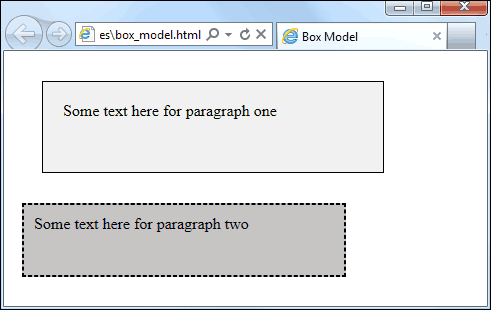 es\box_model.html
Box Model
Some text here for paragraph one
Some text here for paragraph two